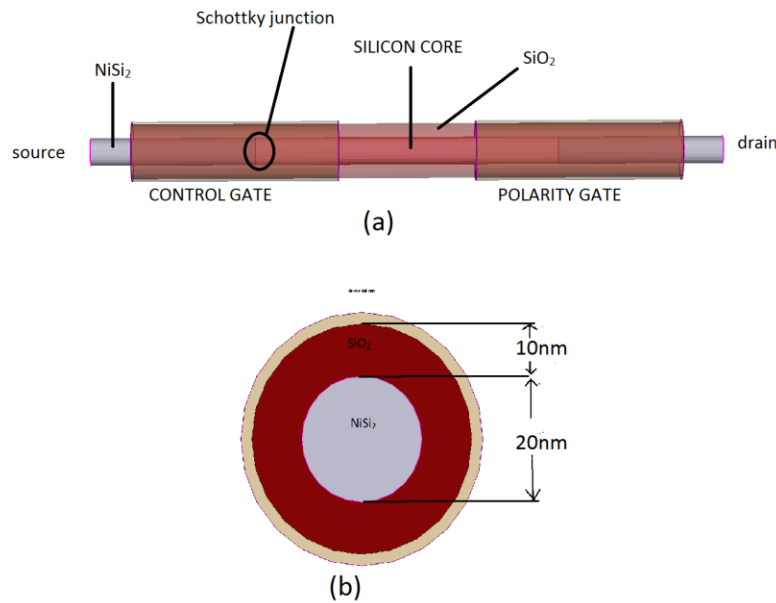 Schottky junction
NiSi₂
SILICON CORE
SiO₂
source
drain
CONTROL GATE
POLARITY GATE
(a)
SiO₂
10nm
NiSi₂
20nm
(b)